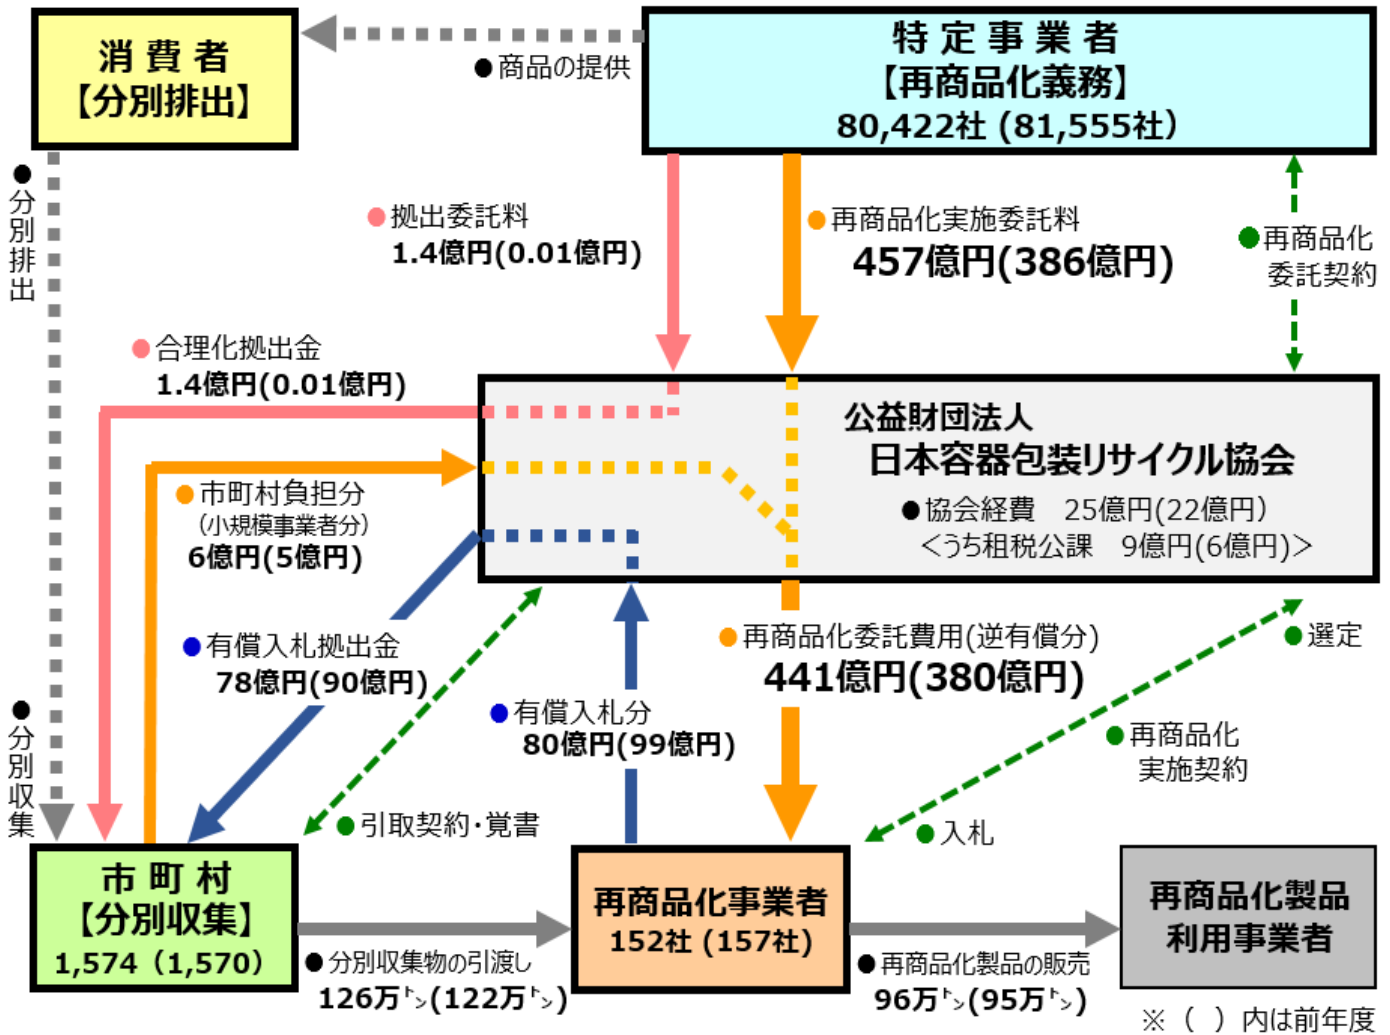 消費者
【分別排出】
特定事業者
【再商品化義務】
80,422社 (81,555社）
●商品の提供
●分別排出
●拠出委託料
1.4億円(0.01億円)
●再商品化実施委託料
457億円(386億円)
●再商品化
委託契約
●合理化拠出金
1.4億円(0.01億円)
公益財団法人
日本容器包装リサイクル協会
●協会経費　25億円(22億円）
＜うち租税公課　9億円(6億円)＞
●市町村負担分
（小規模事業者分）
6億円(5億円)
●有償入札拠出金
78億円(90億円)
●再商品化委託費用(逆有償分)
441億円(380億円)
●選定
●有償入札分
80億円(99億円)
●再商品化
実施契約
●分別収集
●引取契約・覚書
●入札
市町村
【分別収集】
1,574（1,570）
再商品化事業者
152社 (157社)
再商品化製品
利用事業者
●分別収集物の引渡し
126万㌧(122万㌧)
●再商品化製品の販売
96万㌧(95万㌧)
※（　）内は前年度